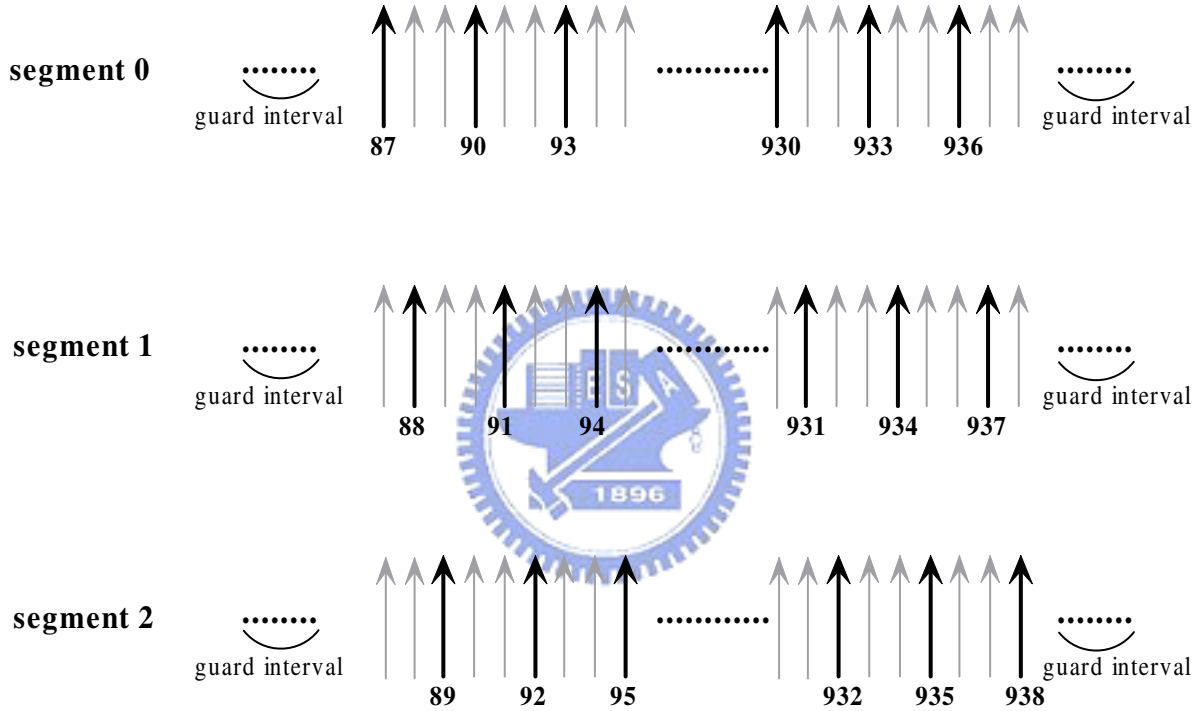 segment 0
guard interval
87 90 93 930 933 936
guard interval
segment 1
guard interval
88 91 94 931 934 937
guard interval
E S A
1896
segment 2
guard interval
89 92 95 932 935 938
guard interval